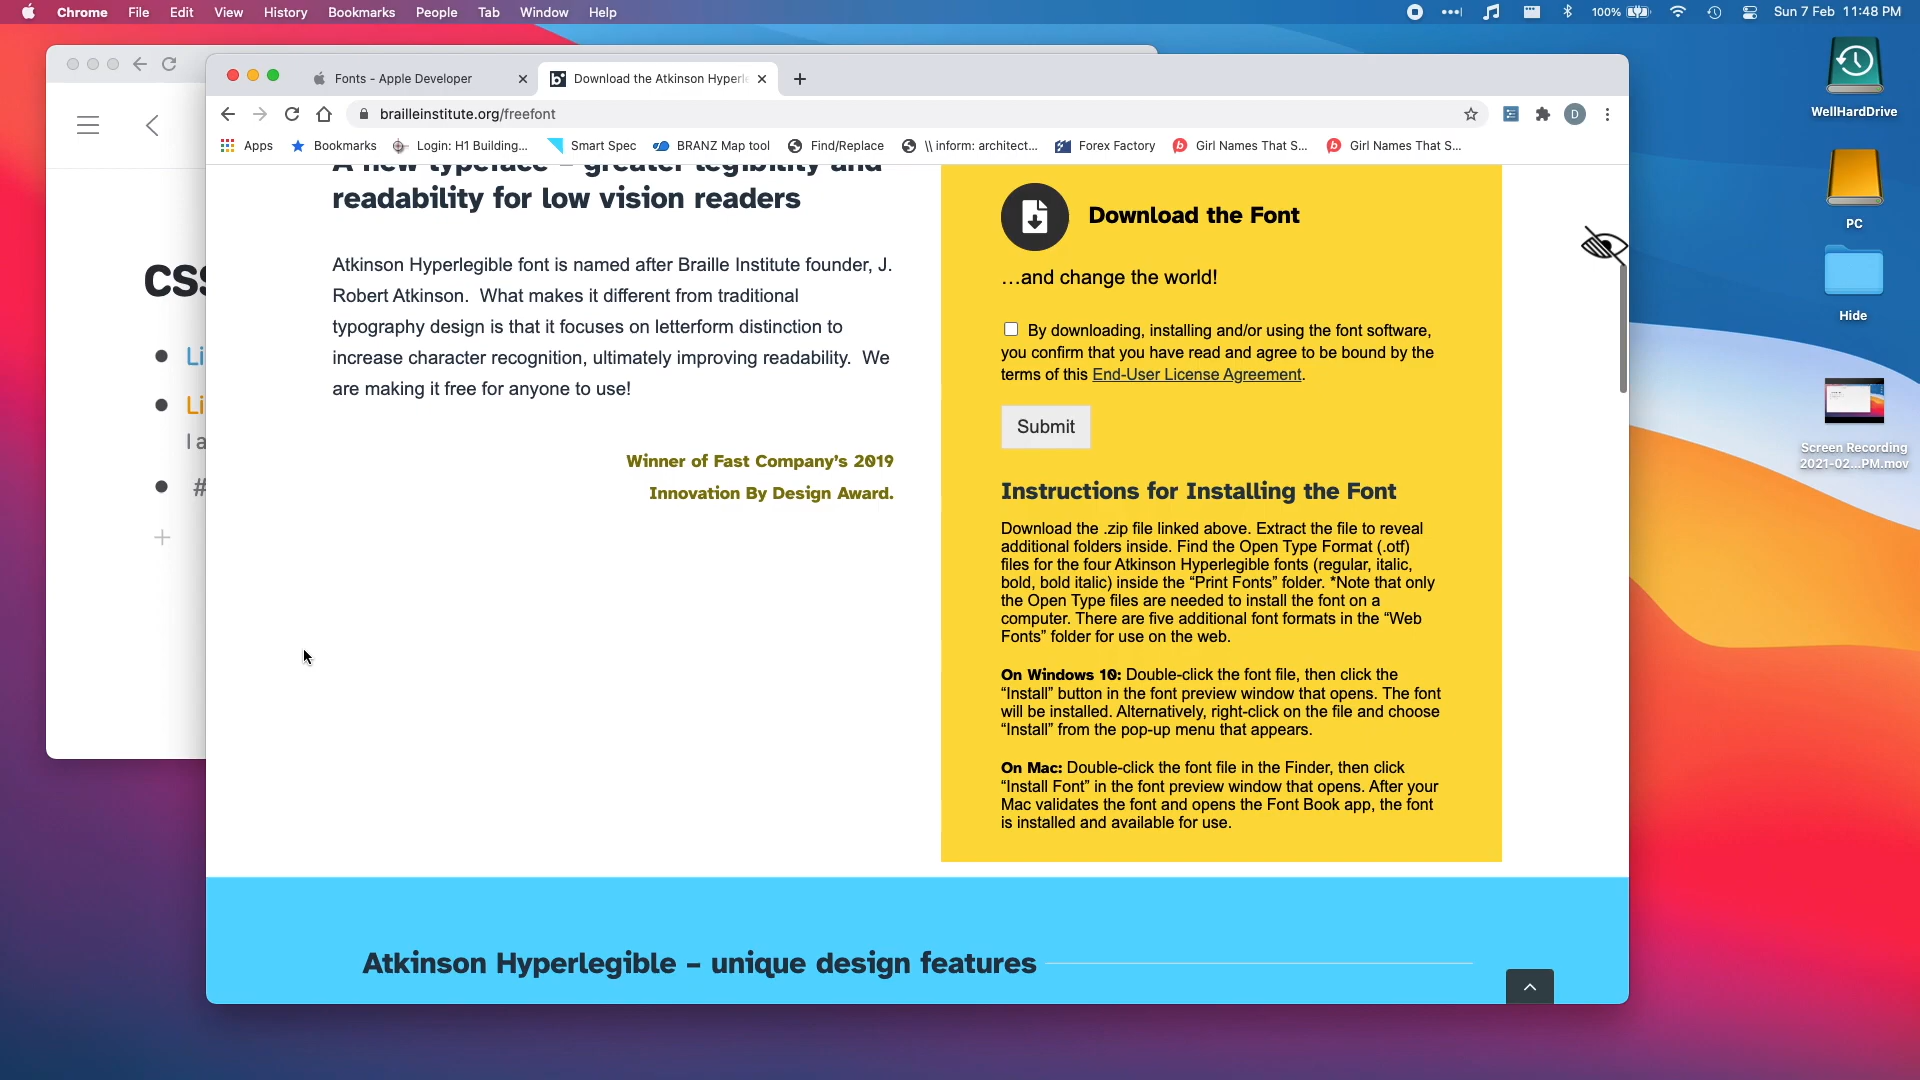 Chrome File Edit View History Bookmarks People Tab Window Help
100% Sun 7 Feb 11:48 PM
Fonts - Apple Developer
Download the Atkinson Hyperle
brailleinstitute.org/freefont
D
Apps Bookmarks Login: H1 Building... Smart Spec BRANZ Map tool Find/Replace \\ inform: architect... Forex Factory Girl Names That S... Girl Names That S...
CSS
Li
Li
I a
#
A new typeface – greater legibility and
readability for low vision readers
Atkinson Hyperlegible font is named after Braille Institute founder, J.
Robert Atkinson. What makes it different from traditional
typography design is that it focuses on letterform distinction to
increase character recognition, ultimately improving readability. We
are making it free for anyone to use!
Winner of Fast Company’s 2019
Innovation By Design Award.
Download the Font
…and change the world!
By downloading, installing and/or using the font software,
you confirm that you have read and agree to be bound by the
terms of this End-User License Agreement.
Submit
Instructions for Installing the Font
Download the .zip file linked above. Extract the file to reveal
additional folders inside. Find the Open Type Format (.otf)
files for the four Atkinson Hyperlegible fonts (regular, italic,
bold, bold italic) inside the “Print Fonts” folder. *Note that only
the Open Type files are needed to install the font on a
computer. There are five additional font formats in the “Web
Fonts” folder for use on the web.
On Windows 10: Double-click the font file, then click the
“Install” button in the font preview window that opens. The font
will be installed. Alternatively, right-click on the file and choose
“Install” from the pop-up menu that appears.
On Mac: Double-click the font file in the Finder, then click
“Install Font” in the font preview window that opens. After your
Mac validates the font and opens the Font Book app, the font
is installed and available for use.
Atkinson Hyperlegible – unique design features
WellHardDrive
PC
Hide
Screen Recording
2021-02...PM.mov